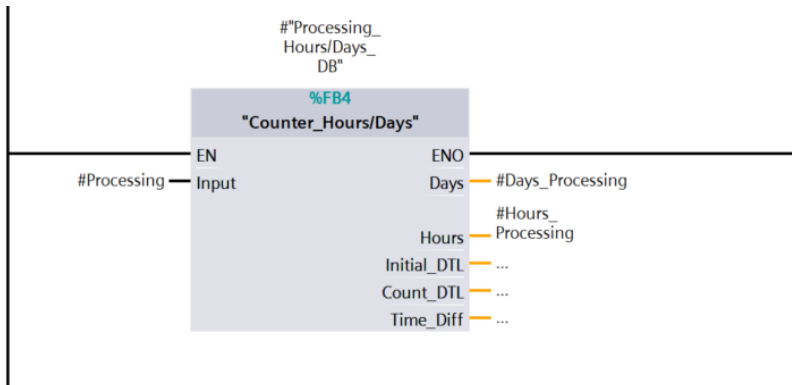 #"Processing_
Hours/Days_
DB"
%FB4
"Counter_Hours/Days"
EN ENO
#Processing Input Days #Days_Processing
#Hours_
Hours Processing
Initial_DTL ...
Count_DTL ...
Time_Diff ...